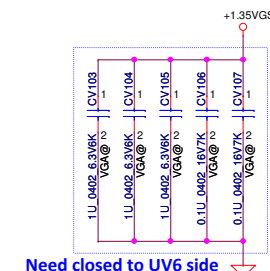 +1.35VGS
CV103
CV104
CV105
CV106
CV107
1
1
1
1
1
2
2
2
2
2
1U_0402_6.3V6K
VGA@
1U_0402_6.3V6K
VGA@
1U_0402_6.3V6K
VGA@
0.1U_0402_16V7K
VGA@
0.1U_0402_16V7K
VGA@
Need closed to UV6 side